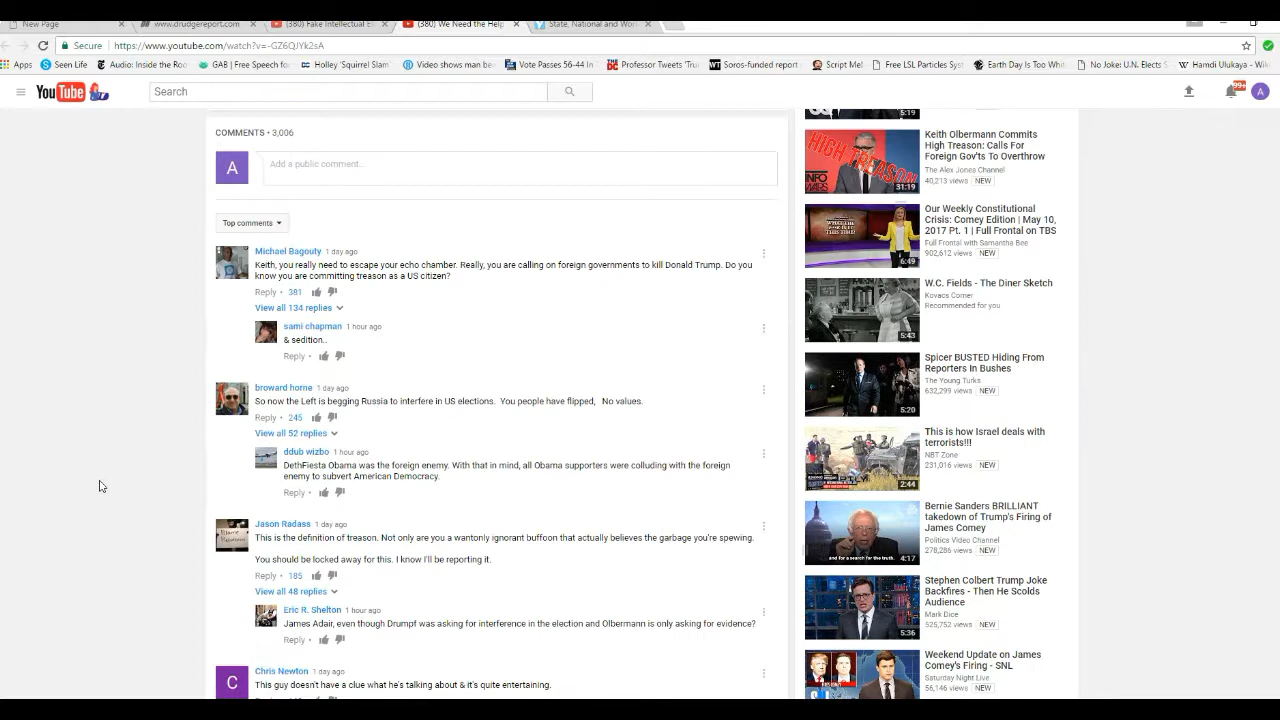 New Page
www.drudgereport.com
(380) Fake Intellectual El
(380) We Need the Help
State, National and Wor
Secure
https://www.youtube.com/watch?v=-GZ6QJYk2sA
Apps
Seen Life
Audio: Inside the Roo
GAB | Free Speech for
Holley 'Squirrel Slam'
Video shows man be
Vote Passes 56-44 In
Professor Tweets 'Tru
Soros-funded report
Script Mel
Free LSL Particles Sys
Earth Day Is Too Whit
No Joke: U.N. Elects S
Hamdi Ulukaya - Wik
YouTube
Search
99+
A
COMMENTS • 3,006
A
Add a public comment...
Top comments
Michael Bagouty 1 day ago
Keith, you really need to escape your echo chamber. Really, you are calling on foreign governments to kill Donald Trump. Do you
know you are committing treason as a US citizen?
Reply • 381
View all 134 replies
sami chapman 1 hour ago
& sedition..
Reply •
broward horne 1 day ago
So now the Left is begging Russia to interfere in US elections. You people have flipped, No values.
Reply • 245
View all 52 replies
ddub wizbo 1 hour ago
DethFiesta Obama was the foreign enemy. With that in mind, all Obama supporters were colluding with the foreign
enemy to subvert American Democracy.
Reply •
Jason Radass 1 day ago
This is the definition of treason. Not only are you a wantonly ignorant buffoon that actually believes the garbage you're spewing.
You should be locked away for this. I know I'll be reporting it.
Reply • 185
View all 48 replies
Eric R. Shelton 1 hour ago
James Adair, even though Drumpf was asking for interference in the election and Olbermann is only asking for evidence?
Reply •
C
Chris Newton 1 day ago
This guy doesn't have a clue what he's talking about & it's quite entertaining.
5:19
HIGH TREASON
INFO
WARS
31:19
Keith Olbermann Commits
High Treason: Calls For
Foreign Gov'ts To Overthrow
The Alex Jones Channel
40,213 views NEW
6:49
Our Weekly Constitutional
Crisis: Comey Edition | May 10,
2017 Pt. 1 | Full Frontal on TBS
Full Frontal with Samantha Bee
902,612 views NEW
5:43
W.C. Fields - The Diner Sketch
Kovacs Corner
Recommended for you
5:20
Spicer BUSTED Hiding From
Reporters In Bushes
The Young Turks
632,299 views NEW
2:44
This is how Israel deals with
terrorists!!!
NBT Zone
231,016 views NEW
and for a search for the truth.
4:17
Bernie Sanders BRILLIANT
takedown of Trump's Firing of
James Comey
Politics Video Channel
278,286 views NEW
5:36
Stephen Colbert Trump Joke
Backfires - Then He Scolds
Audience
Mark Dice
525,752 views NEW
Weekend Update on James
Comey's Firing - SNL
Saturday Night Live
56,146 views NEW